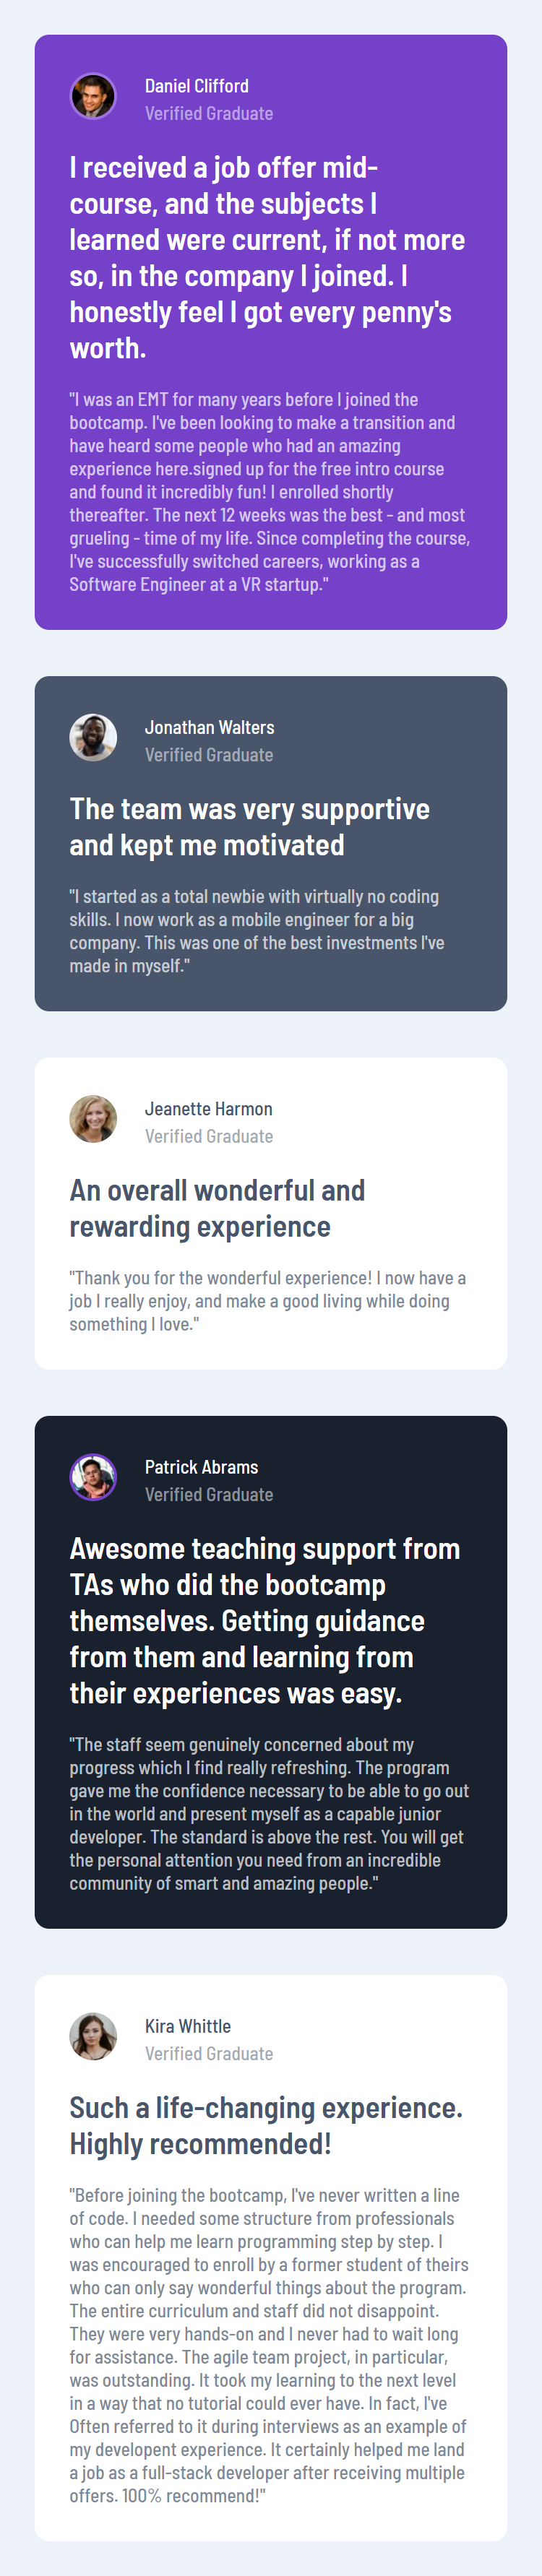 Daniel Clifford
Verified Graduate
I received a job offer mid-
course, and the subjects I
learned were current, if not more
so, in the company I joined. I
honestly feel I got every penny's
worth.
"I was an EMT for many years before I joined the
bootcamp. I've been looking to make a transition and
have heard some people who had an amazing
experience here.signed up for the free intro course
and found it incredibly fun! I enrolled shortly
thereafter. The next 12 weeks was the best - and most
grueling - time of my life. Since completing the course,
I've successfully switched careers, working as a
Software Engineer at a VR startup."
Jonathan Walters
Verified Graduate
The team was very supportive
and kept me motivated
"I started as a total newbie with virtually no coding
skills. I now work as a mobile engineer for a big
company. This was one of the best investments I've
made in myself."
Jeanette Harmon
Verified Graduate
An overall wonderful and
rewarding experience
"Thank you for the wonderful experience! I now have a
job I really enjoy, and make a good living while doing
something I love."
Patrick Abrams
Verified Graduate
Awesome teaching support from
TAs who did the bootcamp
themselves. Getting guidance
from them and learning from
their experiences was easy.
"The staff seem genuinely concerned about my
progress which I find really refreshing. The program
gave me the confidence necessary to be able to go out
in the world and present myself as a capable junior
developer. The standard is above the rest. You will get
the personal attention you need from an incredible
community of smart and amazing people."
Kira Whittle
Verified Graduate
Such a life-changing experience.
Highly recommended!
"Before joining the bootcamp, I've never written a line
of code. I needed some structure from professionals
who can help me learn programming step by step. I
was encouraged to enroll by a former student of theirs
who can only say wonderful things about the program.
The entire curriculum and staff did not disappoint.
They were very hands-on and I never had to wait long
for assistance. The agile team project, in particular,
was outstanding. It took my learning to the next level
in a way that no tutorial could ever have. In fact, I've
Often referred to it during interviews as an example of
my developent experience. It certainly helped me land
a job as a full-stack developer after receiving multiple
offers. 100% recommend!"